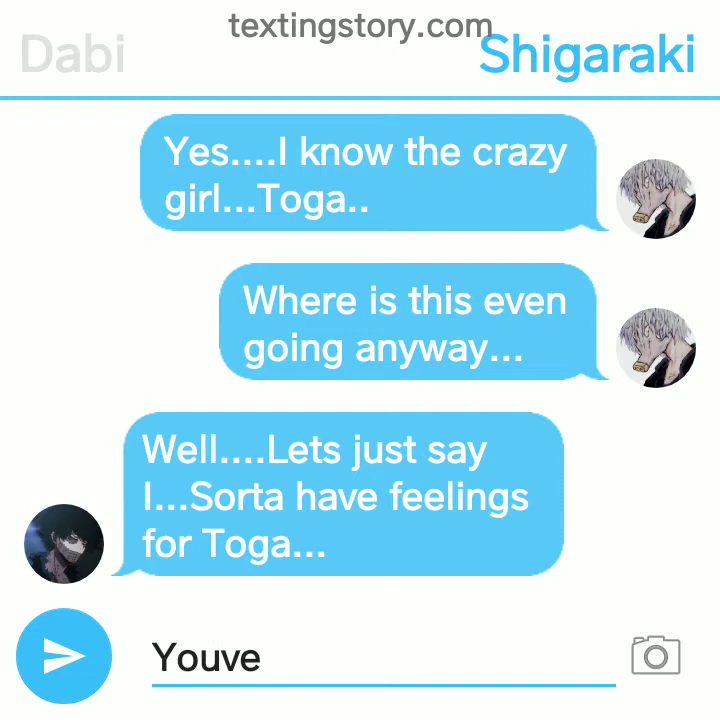 textingstory.com
Dabi
Shigaraki
Yes....I know the crazy
girl...Toga..
Where is this even
going anyway...
Well....Lets just say
I...Sorta have feelings
for Toga...
Youve